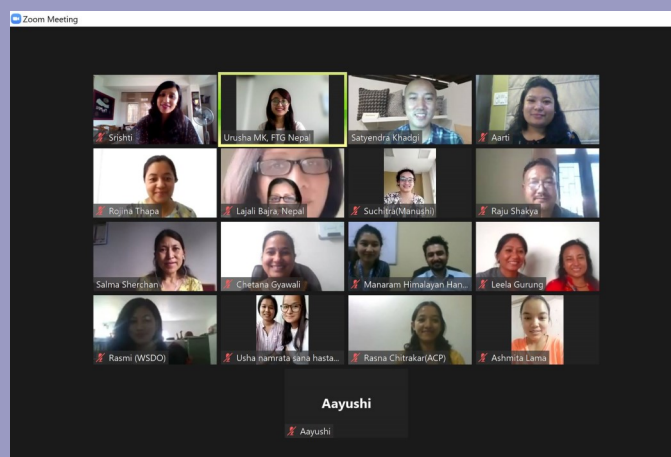 Zoom Meeting
Srishti
Urusha MK, FTG Nepal
Satyendra Khadgi
Aarti
Rojina Thapa
Lajali Bajra, Nepal
Suchitra(Manushi)
Raju Shakya
Salma Sherchan
Chetana Gyawali
Manaram Himalayan Han...
Leela Gurung
Rasmi (WSDO)
Usha namrata sana hasta...
Rasna Chitrakar(ACP)
Ashmita Lama
Aayushi
Aayushi